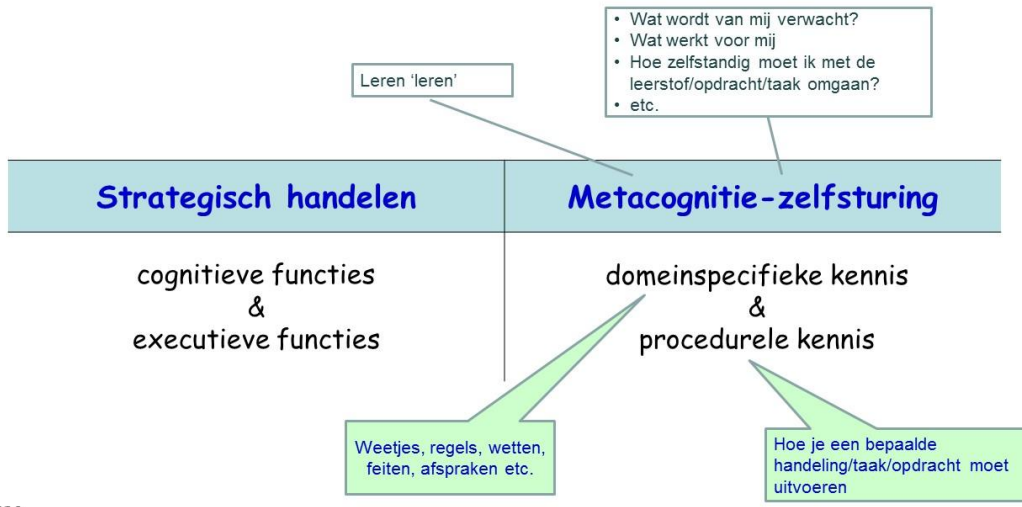 • Wat wordt van mij verwacht?
• Wat werkt voor mij
• Hoe zelfstandig moet ik met de
leerstof/opdracht/taak omgaan?
• etc.
Leren ‘leren’
Strategisch handelen
Metacognitie-zelfsturing
cognitieve functies
&
executieve functies
domeinspecifieke kennis
&
procedurele kennis
Weetjes, regels, wetten,
feiten, afspraken etc.
Hoe je een bepaalde
handeling/taak/opdracht moet
uitvoeren